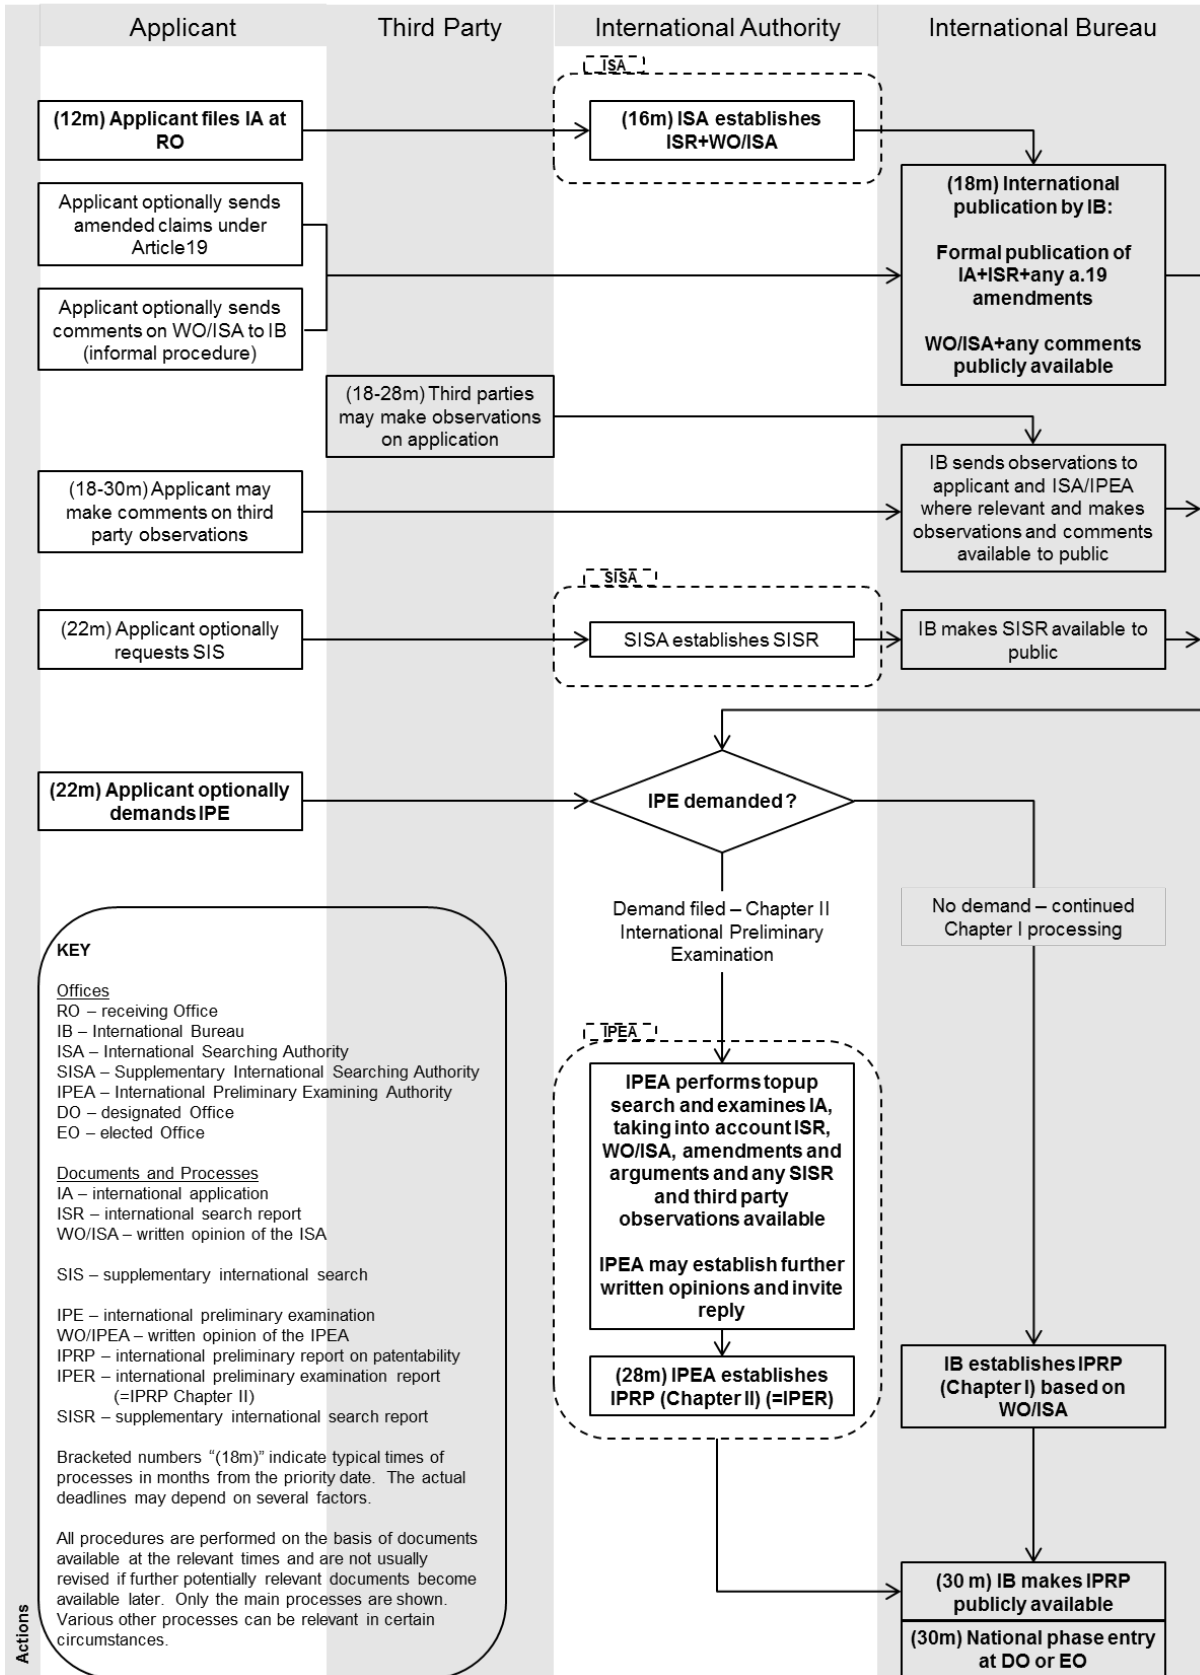 Applicant
Third Party
International Authority
International Bureau
ISA
(12m) Applicant files IA at
RO
(16m) ISA establishes
ISR+WO/ISA
(18m) International
publication by IB:
Formal publication of
IA+ISR+any a.19
amendments
WO/ISA+any comments
publicly available
Applicant optionally sends
amended claims under
Article19
Applicant optionally sends
comments on WO/ISA to IB
(informal procedure)
(18-28m) Third parties
may make observations
on application
IB sends observations to
applicant and ISA/IPEA
where relevant and makes
observations and comments
available to public
(18-30m) Applicant may
make comments on third
party observations
SISA
(22m) Applicant optionally
requests SIS
SISA establishes SISR
IB makes SISR available to
public
(22m) Applicant optionally
demands IPE
IPE demanded?
Demand filed – Chapter II
International Preliminary
Examination
No demand – continued
Chapter I processing
IPEA
IPEA performs topup
search and examines IA,
taking into account ISR,
WO/ISA, amendments and
arguments and any SISR
and third party
observations available
IPEA may establish further
written opinions and invite
reply
(28m) IPEA establishes
IPRP (Chapter II) (=IPER)
IB establishes IPRP
(Chapter I) based on
WO/ISA
(30 m) IB makes IPRP
publicly available
(30m) National phase entry
at DO or EO
KEY
Offices
RO – receiving Office
IB – International Bureau
ISA – International Searching Authority
SISA – Supplementary International Searching Authority
IPEA – International Preliminary Examining Authority
DO – designated Office
EO – elected Office
Documents and Processes
IA – international application
ISR – international search report
WO/ISA – written opinion of the ISA
SIS – supplementary international search
IPE – international preliminary examination
WO/IPEA – written opinion of the IPEA
IPRP – international preliminary report on patentability
IPER – international preliminary examination report
(=IPRP Chapter II)
SISR – supplementary international search report
Bracketed numbers “(18m)” indicate typical times of
processes in months from the priority date. The actual
deadlines may depend on several factors.
All procedures are performed on the basis of documents
available at the relevant times and are not usually
revised if further potentially relevant documents become
available later. Only the main processes are shown.
Various other processes can be relevant in certain
circumstances.
Actions